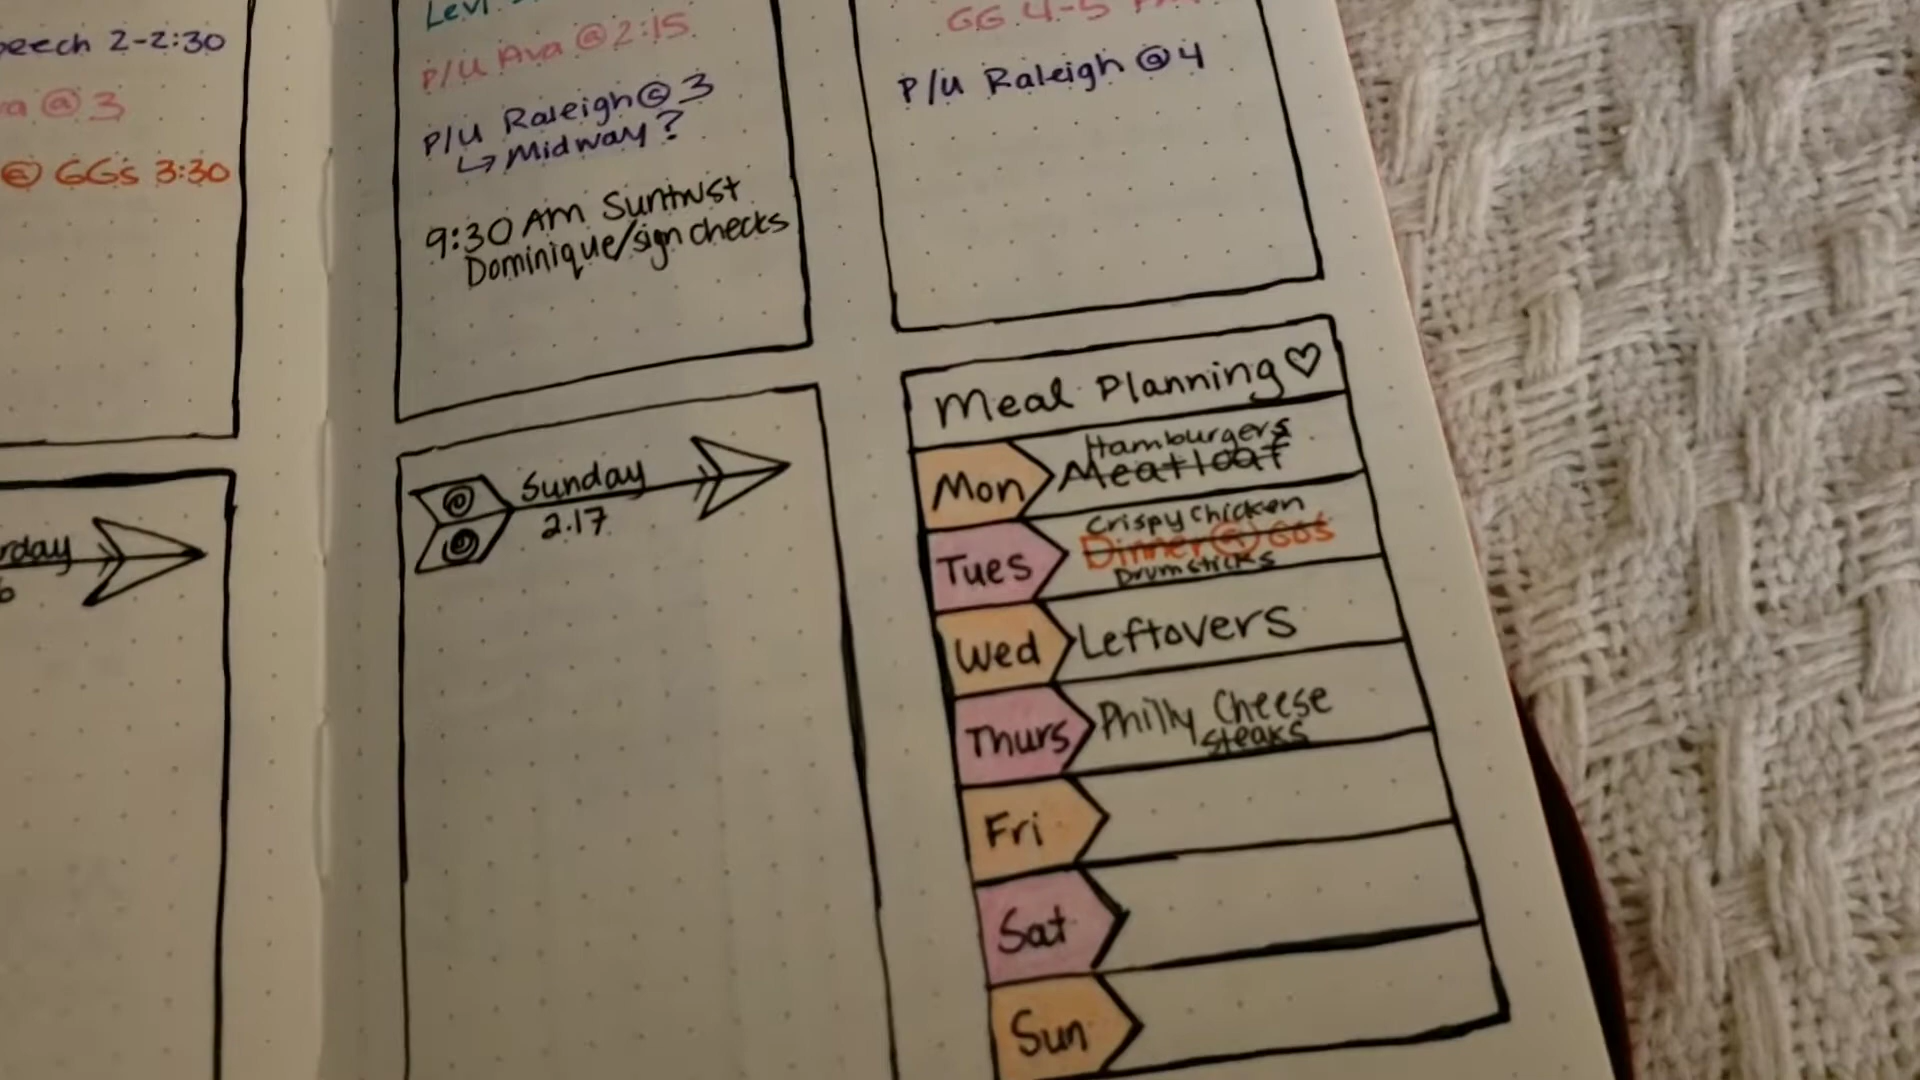 2-2:30
@ 3
@ GGs 3:30
P/U Ava @ 2:15
P/U Raleigh @ 3
↳ Midway?
9:30 AM Suntrust
Dominique/sign checks
GG 4-5
P/U Raleigh @ 4
Sunday
2.17
Meal Planning ♡
Mon
Hamburgers
Meatloaf
Tues
Crispy Chicken
Dinner @ GGs
Drumsticks
Wed Leftovers
Thurs Philly Cheese
Steaks
Fri
Sat
Sun